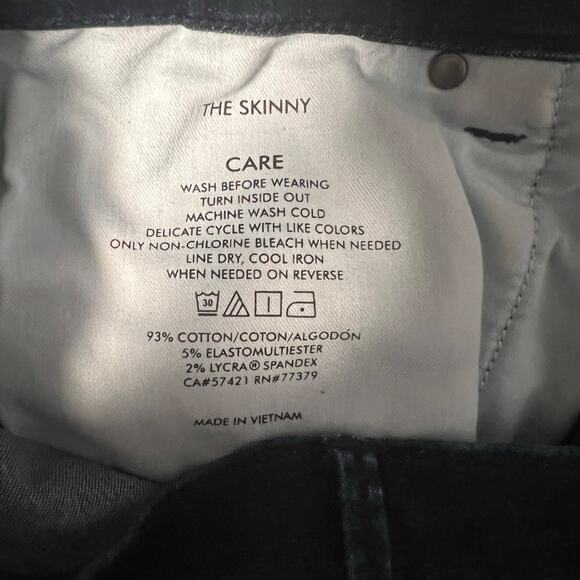 THE SKINNY
CARE
WASH BEFORE WEARING
TURN INSIDE OUT
MACHINE WASH COLD
DELICATE CYCLE WITH LIKE COLORS
ONLY NON-CHLORINE BLEACH WHEN NEEDED
LINE DRY, COOL IRON
WHEN NEEDED ON REVERSE
30
93% COTTON/COTON/ALGODÓN
5% ELASTOMULTIESTER
2% LYCRA® SPANDEX
CA#57421 RN#77379
MADE IN VIETNAM